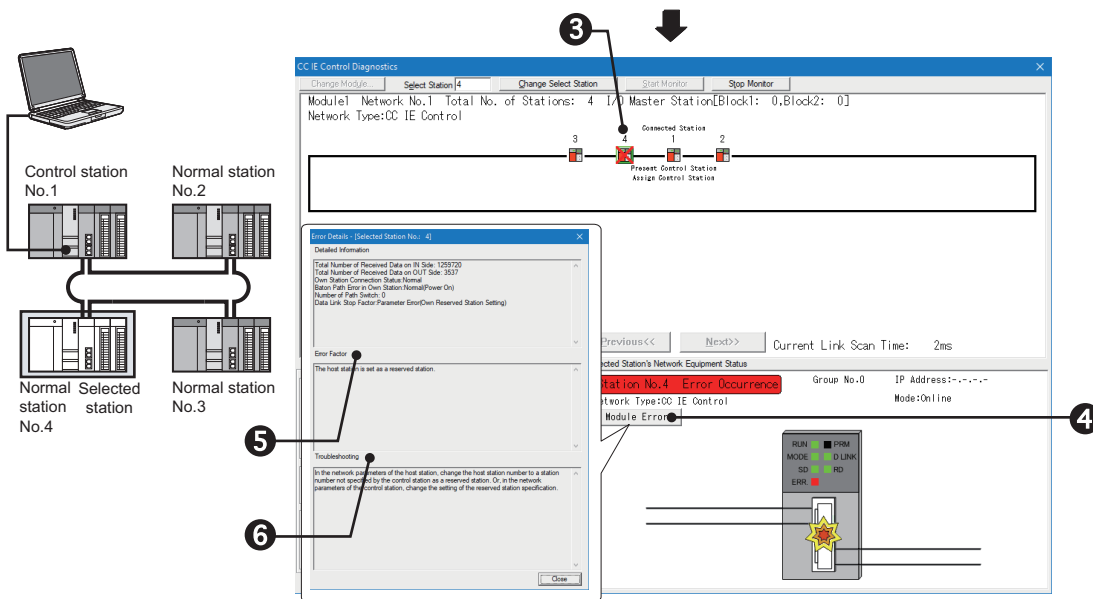 3
CC IE Control Diagnostics
Change Module...
Select Station
4
Change Select Station
Start Monitor
Stop Monitor
Module1 Network No.1 Total No. of Stations: 4 I/O Master Station[Block1: 0,Block2: 0]
Network Type:CC IE Control
Connected Station
3 4 1 2
Present Control Station
Assign Control Station
Control station
No.1
Normal station
No.2
Normal
station
No.4
Selected
station
Normal station
No.3
Error Details - [Selected Station No.: 4]
Detailed Information
Total Number of Received Data on IN Side: 1259720
Total Number of Received Data on OUT Side: 3537
Own Station Connection Status:Normal
Baton Path Error in Own Station:Normal(Power On)
Number of Path Switch: 0
Data Link Stop Factor:Parameter Error(Own Reserved Station Setting)
Error Factor
The host station is set as a reserved station.
5
Troubleshooting
In the network parameters of the host station, change the host station number to a station
number not specified by the control station as a reserved station. Or, in the network
parameters of the control station, change the setting of the reserved station specification.
6
Close
Previous<<
Next>>
Current Link Scan Time: 2ms
cted Station's Network Equipment Status
Station No.4 Error Occurrence
Group No.0
IP Address:-.-.-.-
etwork Type:CC IE Control
Mode:Online
Module Error
4
RUN PRM
MODE D LINK
SD RD
ERR.